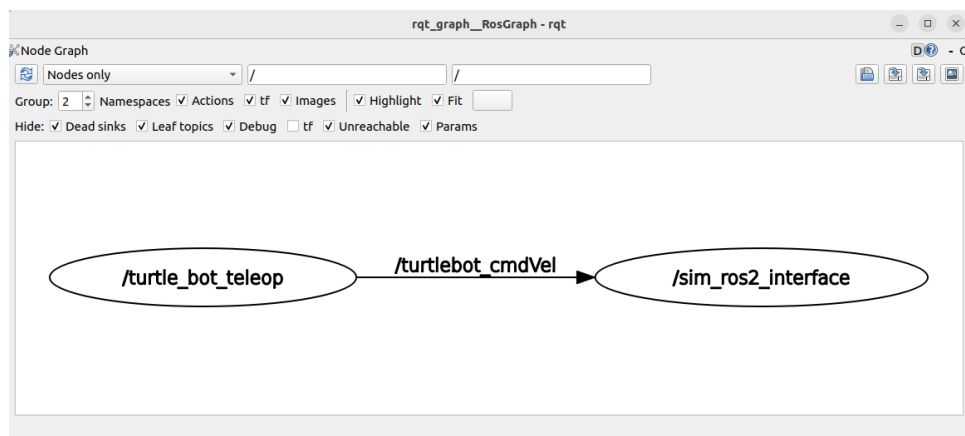 rqt_graph__RosGraph - rqt
Node Graph
D - C
Nodes only / /
Group: 2 Namespaces Actions tf Images Highlight Fit
Hide: Dead sinks Leaf topics Debug tf Unreachable Params
/turtle_bot_teleop /turtlebot_cmdVel /sim_ros2_interface